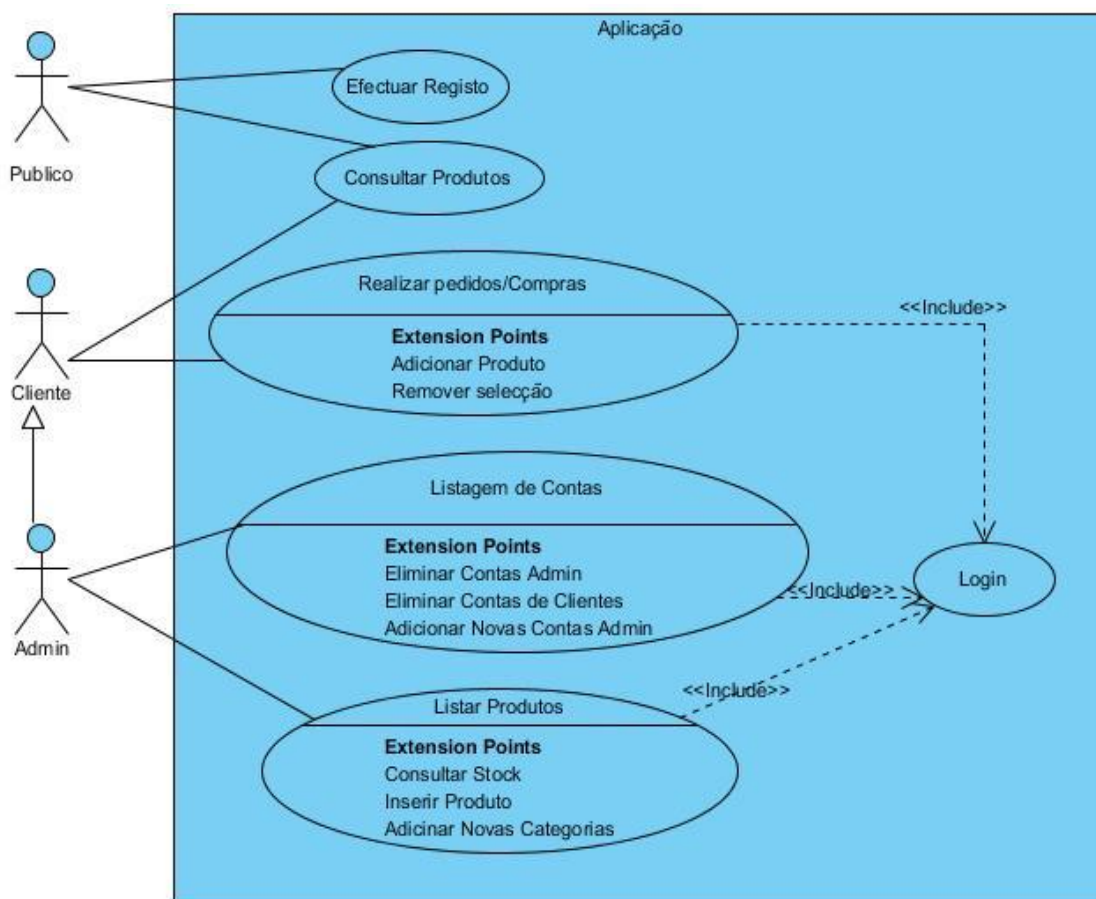 Aplicação
Efectuar Registo
Publico
Consultar Produtos
Cliente
Realizar pedidos/Compras
Extension Points
Adicionar Produto
Remover selecção
<<Include>>
Listagem de Contas
Extension Points
Eliminar Contas Admin
Eliminar Contas de Clientes
Adicionar Novas Contas Admin
<<Include>>
Login
Admin
<<Include>>
Listar Produtos
Extension Points
Consultar Stock
Inserir Produto
Adicinar Novas Categorias